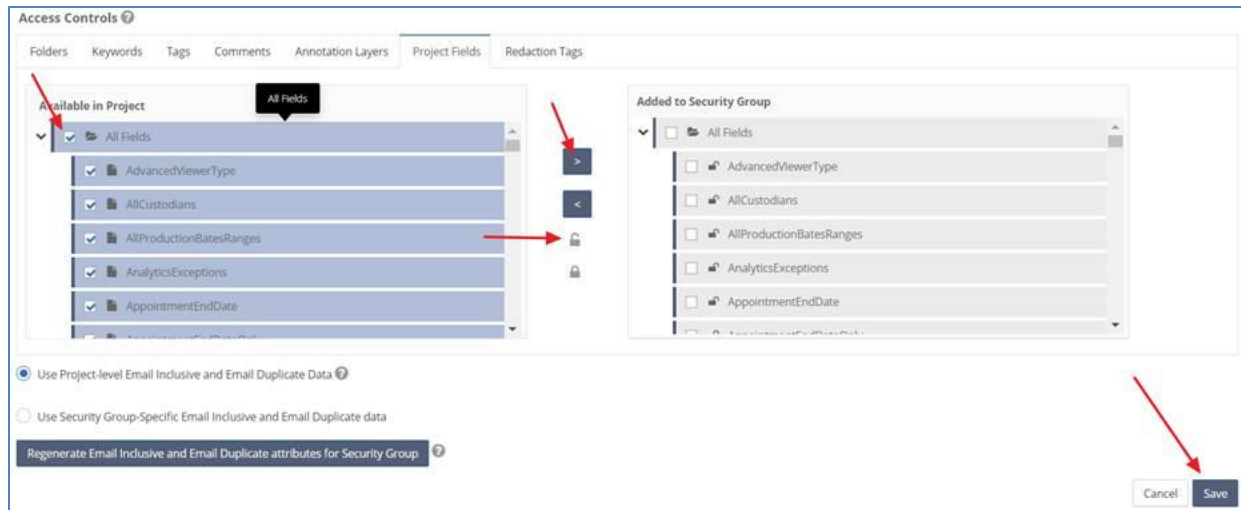 Access Controls
Folders Keywords Tags Comments Annotation Layers Project Fields Redaction Tags
Available in Project
All Fields
All Fields
AdvancedViewerType
AllCustodians
AllProductionBatesRanges
AnalyticsExceptions
AppointmentEndDate
>
<
Added to Security Group
All Fields
AdvancedViewerType
AllCustodians
AllProductionBatesRanges
AnalyticsExceptions
AppointmentEndDate
Use Project-level Email Inclusive and Email Duplicate Data
Use Security Group-Specific Email Inclusive and Email Duplicate data
Regenerate Email Inclusive and Email Duplicate attributes for Security Group
Cancel Save